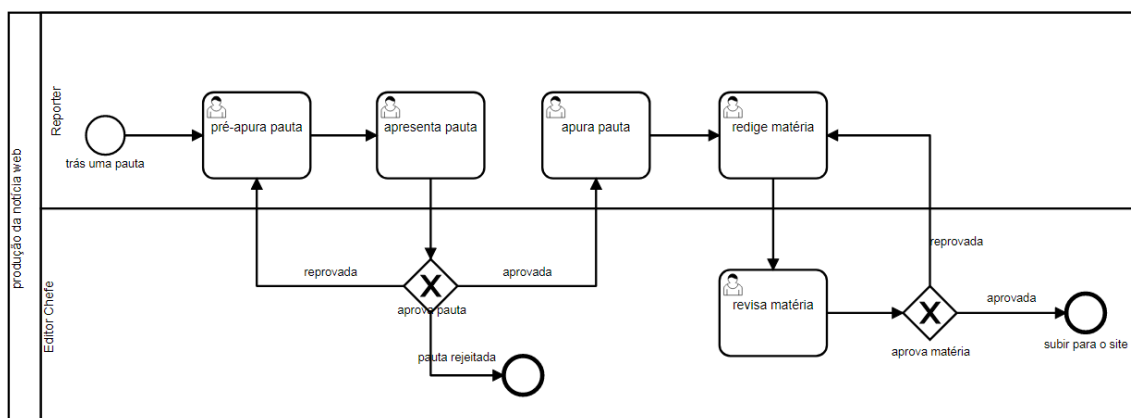 produção da notícia web
Reporter
trás uma pauta
pré-apura pauta
apresenta pauta
apura pauta
redige matéria
Editor Chefe
reprovada
aprova pauta
aprovada
pauta rejeitada
revisa matéria
reprovada
aprova matéria
aprovada
subir para o site